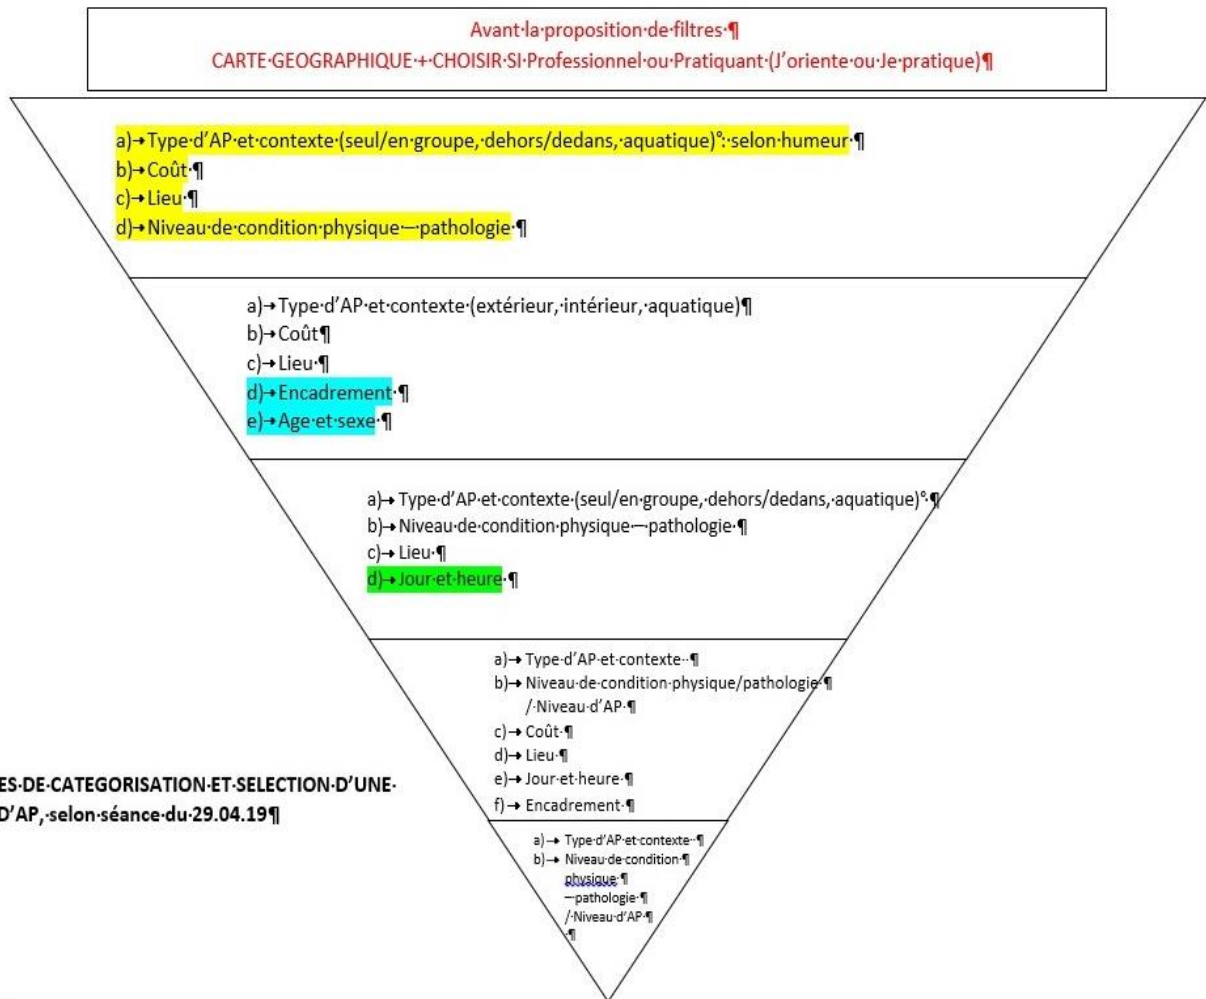 Avant·la·proposition·de·filtres·¶
CARTE·GEOGRAPHIQUE·+·CHOISIR·SI·Professionnel·ou·Pratiquant·(J'oriente·ou·Je·pratique)¶
a)→Type·d'AP·et·contexte·(seul/en·groupe,·dehors/dedans,·aquatique)°:·selon·humeur·¶
b)→Coût·¶
c)→Lieu·¶
d)→Niveau·de·condition·physique·–·pathologie·¶
a)→Type·d'AP·et·contexte·(extérieur,·intérieur,·aquatique)¶
b)→Coût¶
c)→Lieu·¶
d)→Encadrement·¶
e)→Age·et·sexe·¶
a)→Type·d'AP·et·contexte·(seul/en·groupe,·dehors/dedans,·aquatique)°·¶
b)→Niveau·de·condition·physique·–·pathologie·¶
c)→Lieu·¶
d)→Jour·et·heure·¶
a)→Type·d'AP·et·contexte··¶
b)→Niveau·de·condition·physique/pathologie·¶
/·Niveau·d'AP·¶
c)→Coût·¶
d)→Lieu·¶
e)→Jour·et·heure·¶
f)→Encadrement·¶
ES·DE·CATEGORISATION·ET·SELECTION·D'UNE·
D'AP,·selon·séance·du·29.04.19¶
a)→Type·d'AP·et·contexte··¶
b)→Niveau·de·condition·¶
physique·¶
–·pathologie·¶
/·Niveau·d'AP·¶
·¶